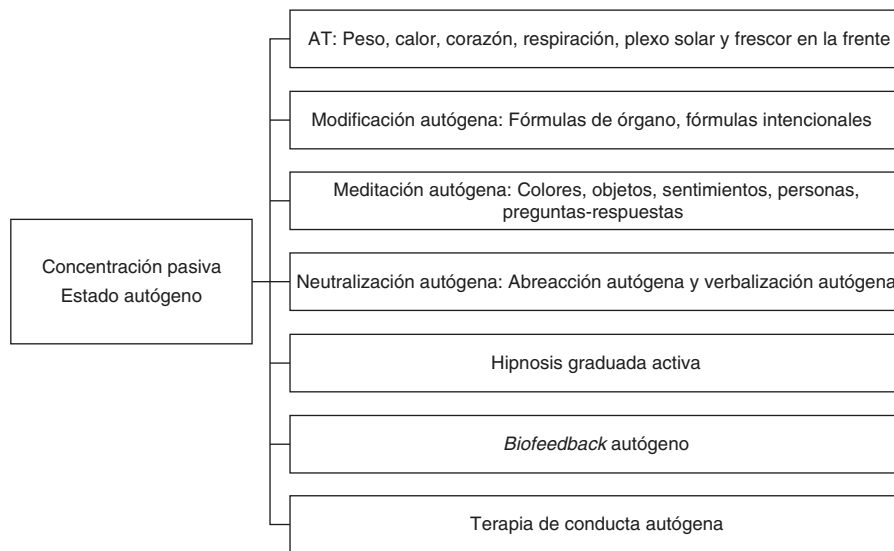 AT: Peso, calor, corazón, respiración, plexo solar y frescor en la frente
Modificación autógena: Fórmulas de órgano, fórmulas intencionales
Meditación autógena: Colores, objetos, sentimientos, personas,
preguntas-respuestas
Concentración pasiva
Estado autógeno
Neutralización autógena: Abreacción autógena y verbalización autógena
Hipnosis graduada activa
Biofeedback autógeno
Terapia de conducta autógena